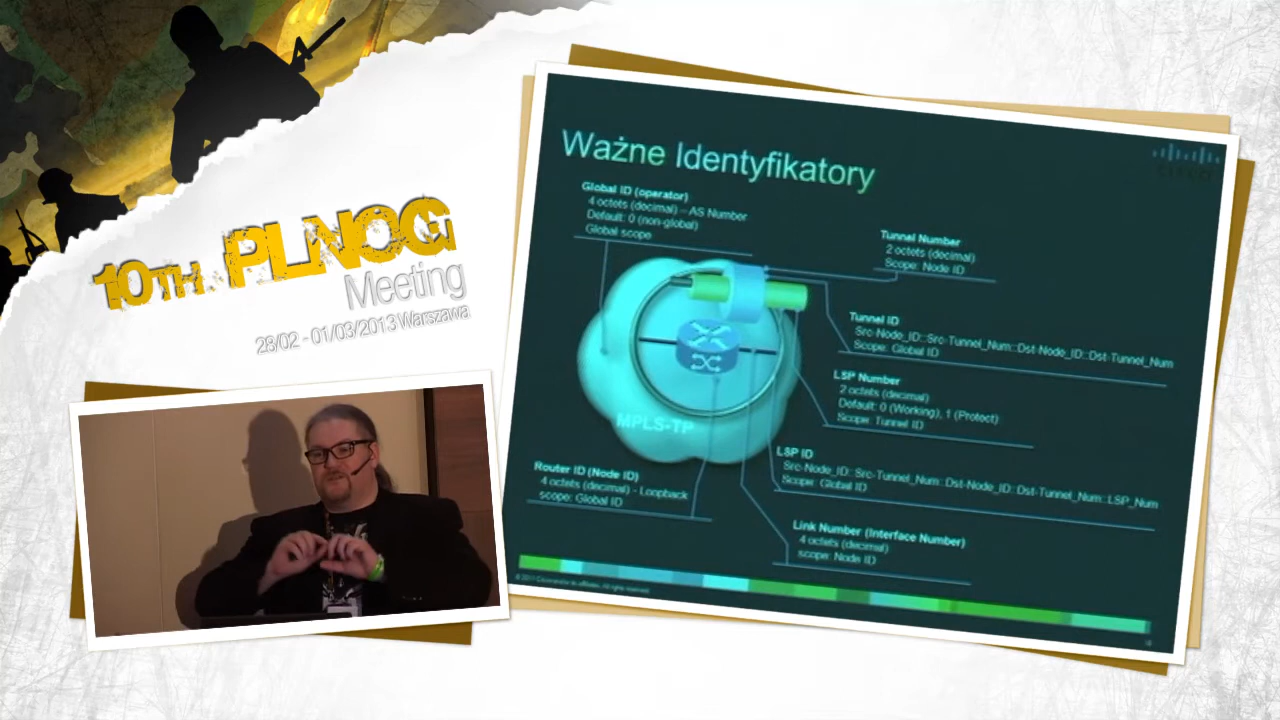 10TH. PLNOG
Meeting
28/02 - 01/03/2013 Warszawa
Ważne Identyfikatory
Global ID (operator)
4 octets (decimal) – AS Number
Default: 0 (non-global)
Global scope
Tunnel Number
2 octets (decimal)
Scope: Node ID
Tunnel ID
Src-Node_ID::Src-Tunnel_Num::Dst-Node_ID::Dst-Tunnel_Num
Scope: Global ID
LSP Number
2 octets (decimal)
Default: 0 (Working), 1 (Protect)
Scope: Tunnel ID
MPLS-TP
LSP ID
Src-Node_ID::Src-Tunnel_Num::Dst-Node_ID::Dst-Tunnel_Num::LSP_Num
Scope: Global ID
Router ID (Node ID)
4 octets (decimal) - Loopback
scope: Global ID
Link Number (Interface Number)
4 octets (decimal)
scope: Node ID
All rights reserved.